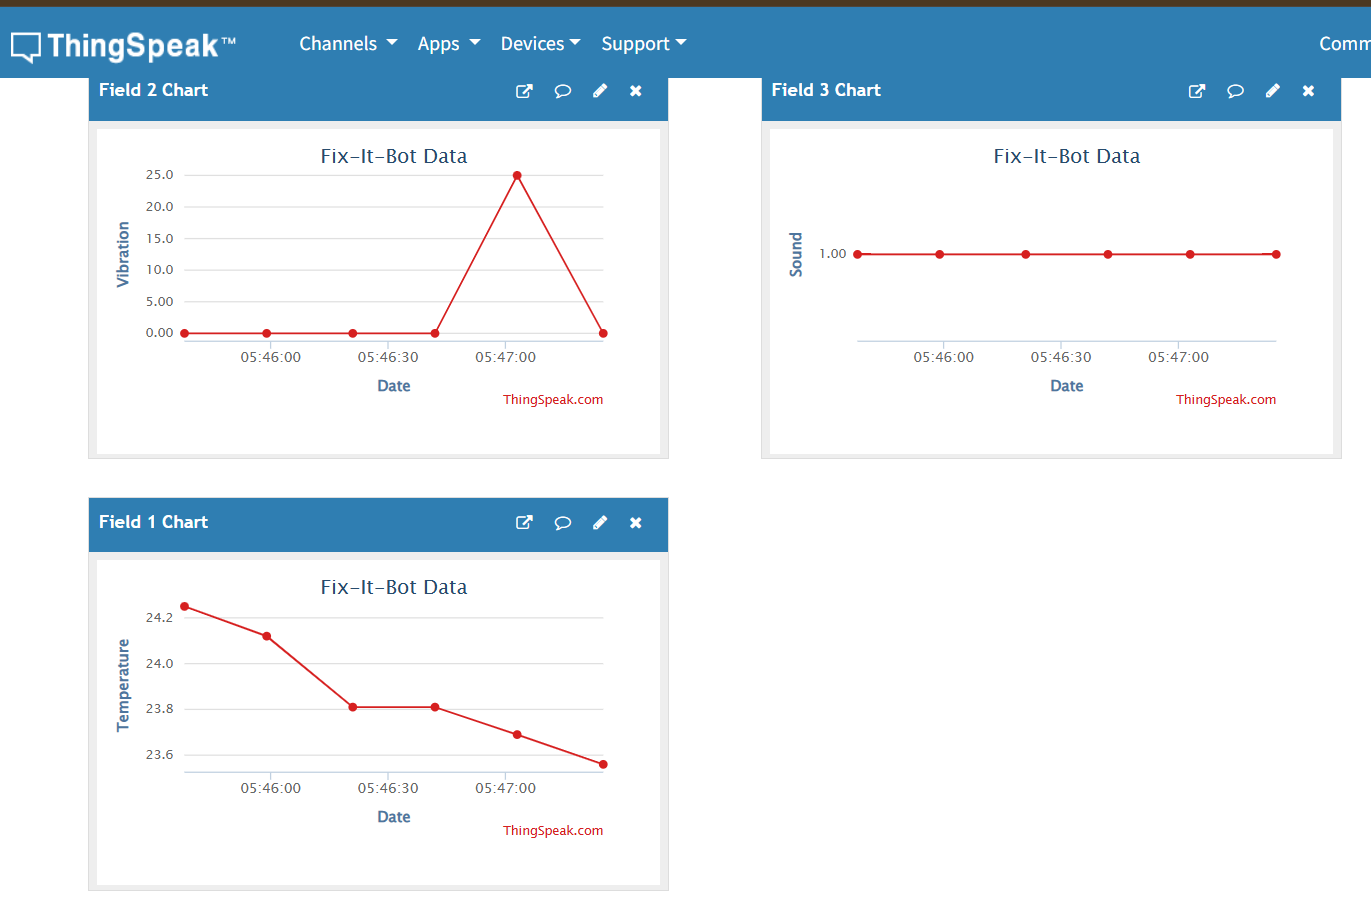 ThingSpeak™ Channels Apps Devices Support Comm
Field 2 Chart
Fix-It-Bot Data
25.0
20.0
15.0
10.0
5.00
0.00
Vibration
05:46:00 05:46:30 05:47:00
Date
ThingSpeak.com
Field 3 Chart
Fix-It-Bot Data
1.00
Sound
05:46:00 05:46:30 05:47:00
Date
ThingSpeak.com
Field 1 Chart
Fix-It-Bot Data
24.2
24.0
23.8
23.6
Temperature
05:46:00 05:46:30 05:47:00
Date
ThingSpeak.com